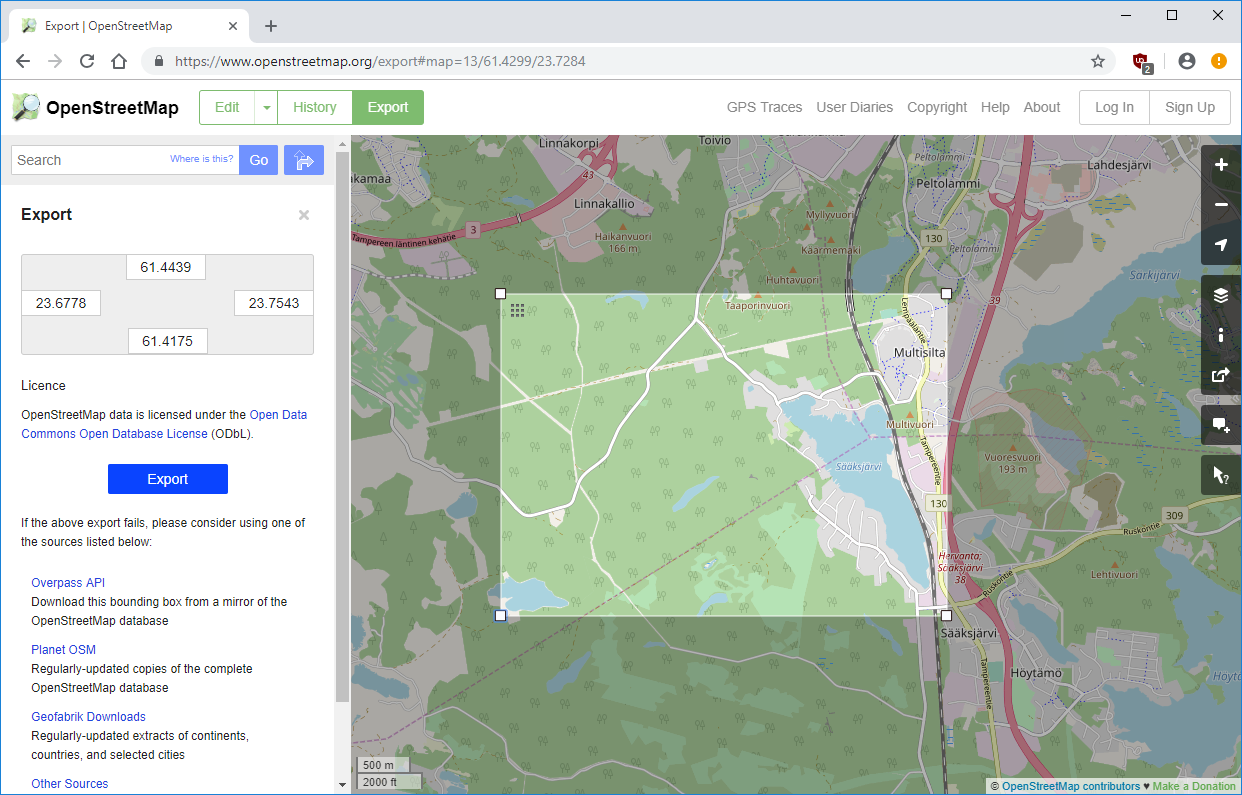 Export | OpenStreetMap
https://www.openstreetmap.org/export#map=13/61.4299/23.7284
2
OpenStreetMap
Edit
History
Export
GPS Traces
User Diaries
Copyright
Help
About
Log In
Sign Up
Search
Where is this?
Go
Export
61.4439
23.6778
23.7543
61.4175
Licence
OpenStreetMap data is licensed under the Open Data
Commons Open Database License (ODbL).
Export
If the above export fails, please consider using one of
the sources listed below:
Overpass API
Download this bounding box from a mirror of the
OpenStreetMap database
Planet OSM
Regularly-updated copies of the complete
OpenStreetMap database
Geofabrik Downloads
Regularly-updated extracts of continents,
countries, and selected cities
Other Sources
Linnakorpi
Toivio
Peltolammi
Lahdesjärvi
43
Peltolammi
akamaa
Linnakallio
Myllyvuori
3
Haikanvuori
166 m
130
Tampereen läntinen kehätie
Käärmemäki
Peltolammi
Särkijärvi
Huhtavuori
39
Taaporinvuori
Lempääläntie
Multisilta
Multivuori
Tampereentie
Vuoresvuori
193 m
Sääksjärvi
130
309
Ruskontie
Hervanta;
Sääksjärvi
38
Ruskontie
Lehtivuori
Sääksjärvi
Höytämö
Höytä
Tampereentie
500 m
2000 ft
© OpenStreetMap contributors ♥ Make a Donation